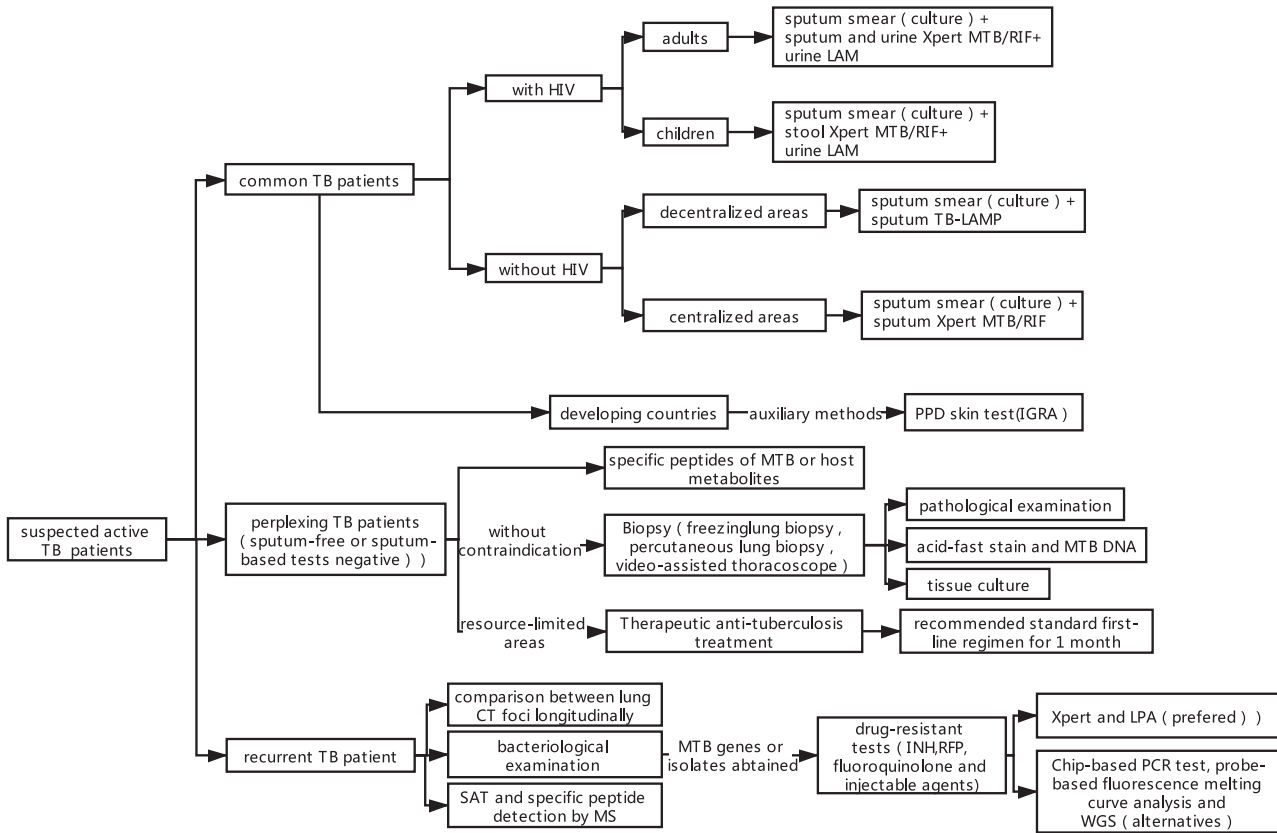 sputum smear ( culture ) +
sputum and urine Xpert MTB/RIF+
urine LAM
adults
with HIV
children
sputum smear ( culture ) +
stool Xpert MTB/RIF+
urine LAM
common TB patients
decentralized areas
sputum smear ( culture ) +
sputum TB-LAMP
without HIV
centralized areas
sputum smear ( culture ) +
sputum Xpert MTB/RIF
developing countries
auxiliary methods
PPD skin test(IGRA )
suspected active
TB patients
perplexing TB patients
( sputum-free or sputum-
based tests negative ) )
specific peptides of MTB or host
metabolites
without
contraindication
Biopsy ( freezinglung biopsy ,
percutaneous lung biopsy ,
video-assisted thoracoscope )
pathological examination
acid-fast stain and MTB DNA
tissue culture
resource-limited
areas
Therapeutic anti-tuberculosis
treatment
recommended standard first-
line regimen for 1 month
recurrent TB patient
comparison between lung
CT foci longitudinally
bacteriological
examination
SAT and specific peptide
detection by MS
MTB genes or
isolates abtained
drug-resistant
tests ( INH,RFP,
fluoroquinolone and
injectable agents)
Xpert and LPA ( prefered ) )
Chip-based PCR test, probe-
based fluorescence melting
curve analysis and
WGS ( alternatives )